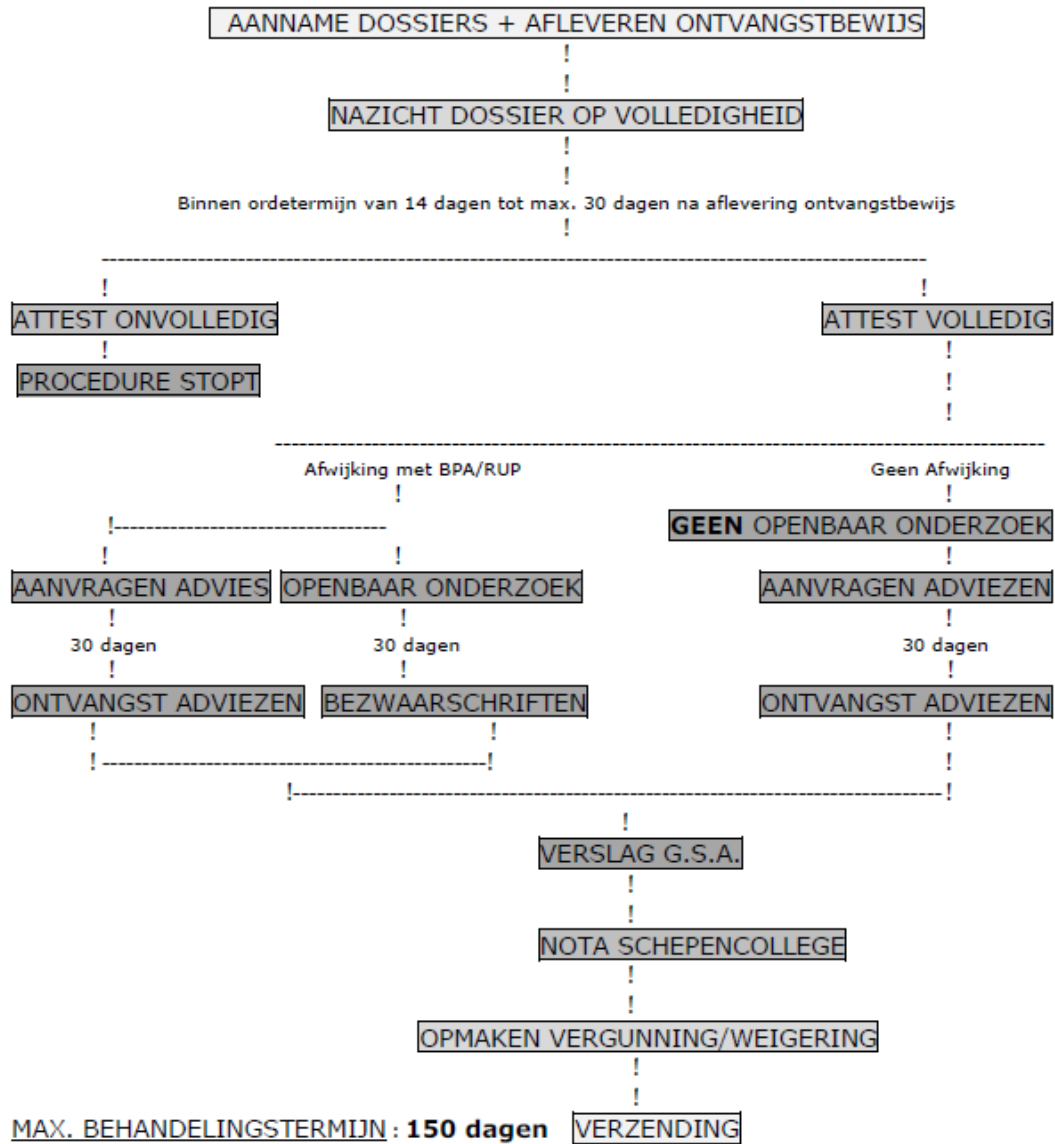 AANNAME DOSSIERS + AFLEVEREN ONTVANGSTBEWIJS
!
!
NAZICHT DOSSIER OP VOLLEDIGHEID
!
!
Binnen ordetermijn van 14 dagen tot max. 30 dagen na aflevering ontvangstbewijs
!
-----------------------------------------------------------------------------
! !
ATTEST ONVOLLEDIG ATTEST VOLLEDIG
! !
PROCEDURE STOPT !
!
-----------------------------------------------------------------------------
Afwijking met BPA/RUP Geen Afwijking
! !
!---------------------------------- GEEN OPENBAAR ONDERZOEK
! ! !
AANVRAGEN ADVIES OPENBAAR ONDERZOEK AANVRAGEN ADVIEZEN
! ! !
30 dagen 30 dagen 30 dagen
! ! !
ONTVANGST ADVIEZEN BEZWAARSCHRIFTEN ONTVANGST ADVIEZEN
! ! !
! ------------------------------------------------! !
!---------------------------------------------------------------------------------!
!
VERSLAG G.S.A.
!
!
NOTA SCHEPENCOLLEGE
!
!
OPMAKEN VERGUNNING/WEIGERING
!
!
MAX. BEHANDELINGSTERMIJN : 150 dagen VERZENDING